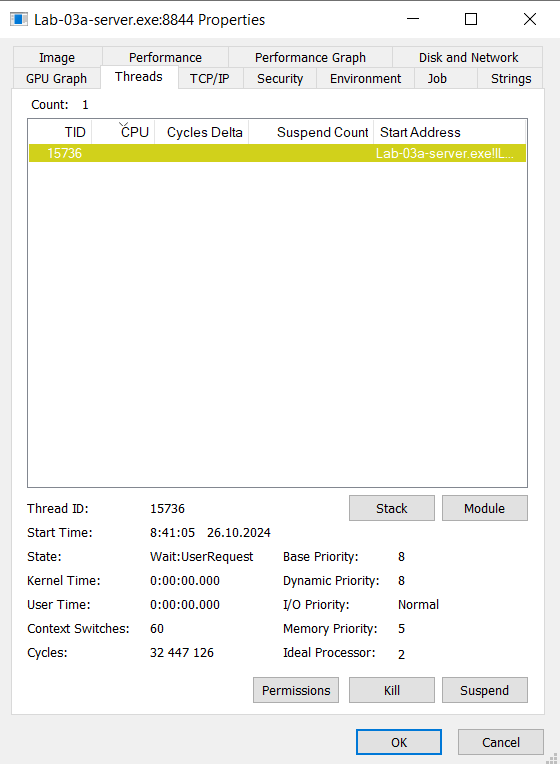 Lab-03a-server.exe:8844 Properties
Image Performance Performance Graph Disk and Network
GPU Graph Threads TCP/IP Security Environment Job Strings
Count: 1
TID CPU Cycles Delta Suspend Count Start Address
15736 Lab-03a-server.exe!IL...
Thread ID: 15736 Stack Module
Start Time: 8:41:05 26.10.2024
State: Wait:UserRequest Base Priority: 8
Kernel Time: 0:00:00.000 Dynamic Priority: 8
User Time: 0:00:00.000 I/O Priority: Normal
Context Switches: 60 Memory Priority: 5
Cycles: 32 447 126 Ideal Processor: 2
Permissions Kill Suspend
OK Cancel